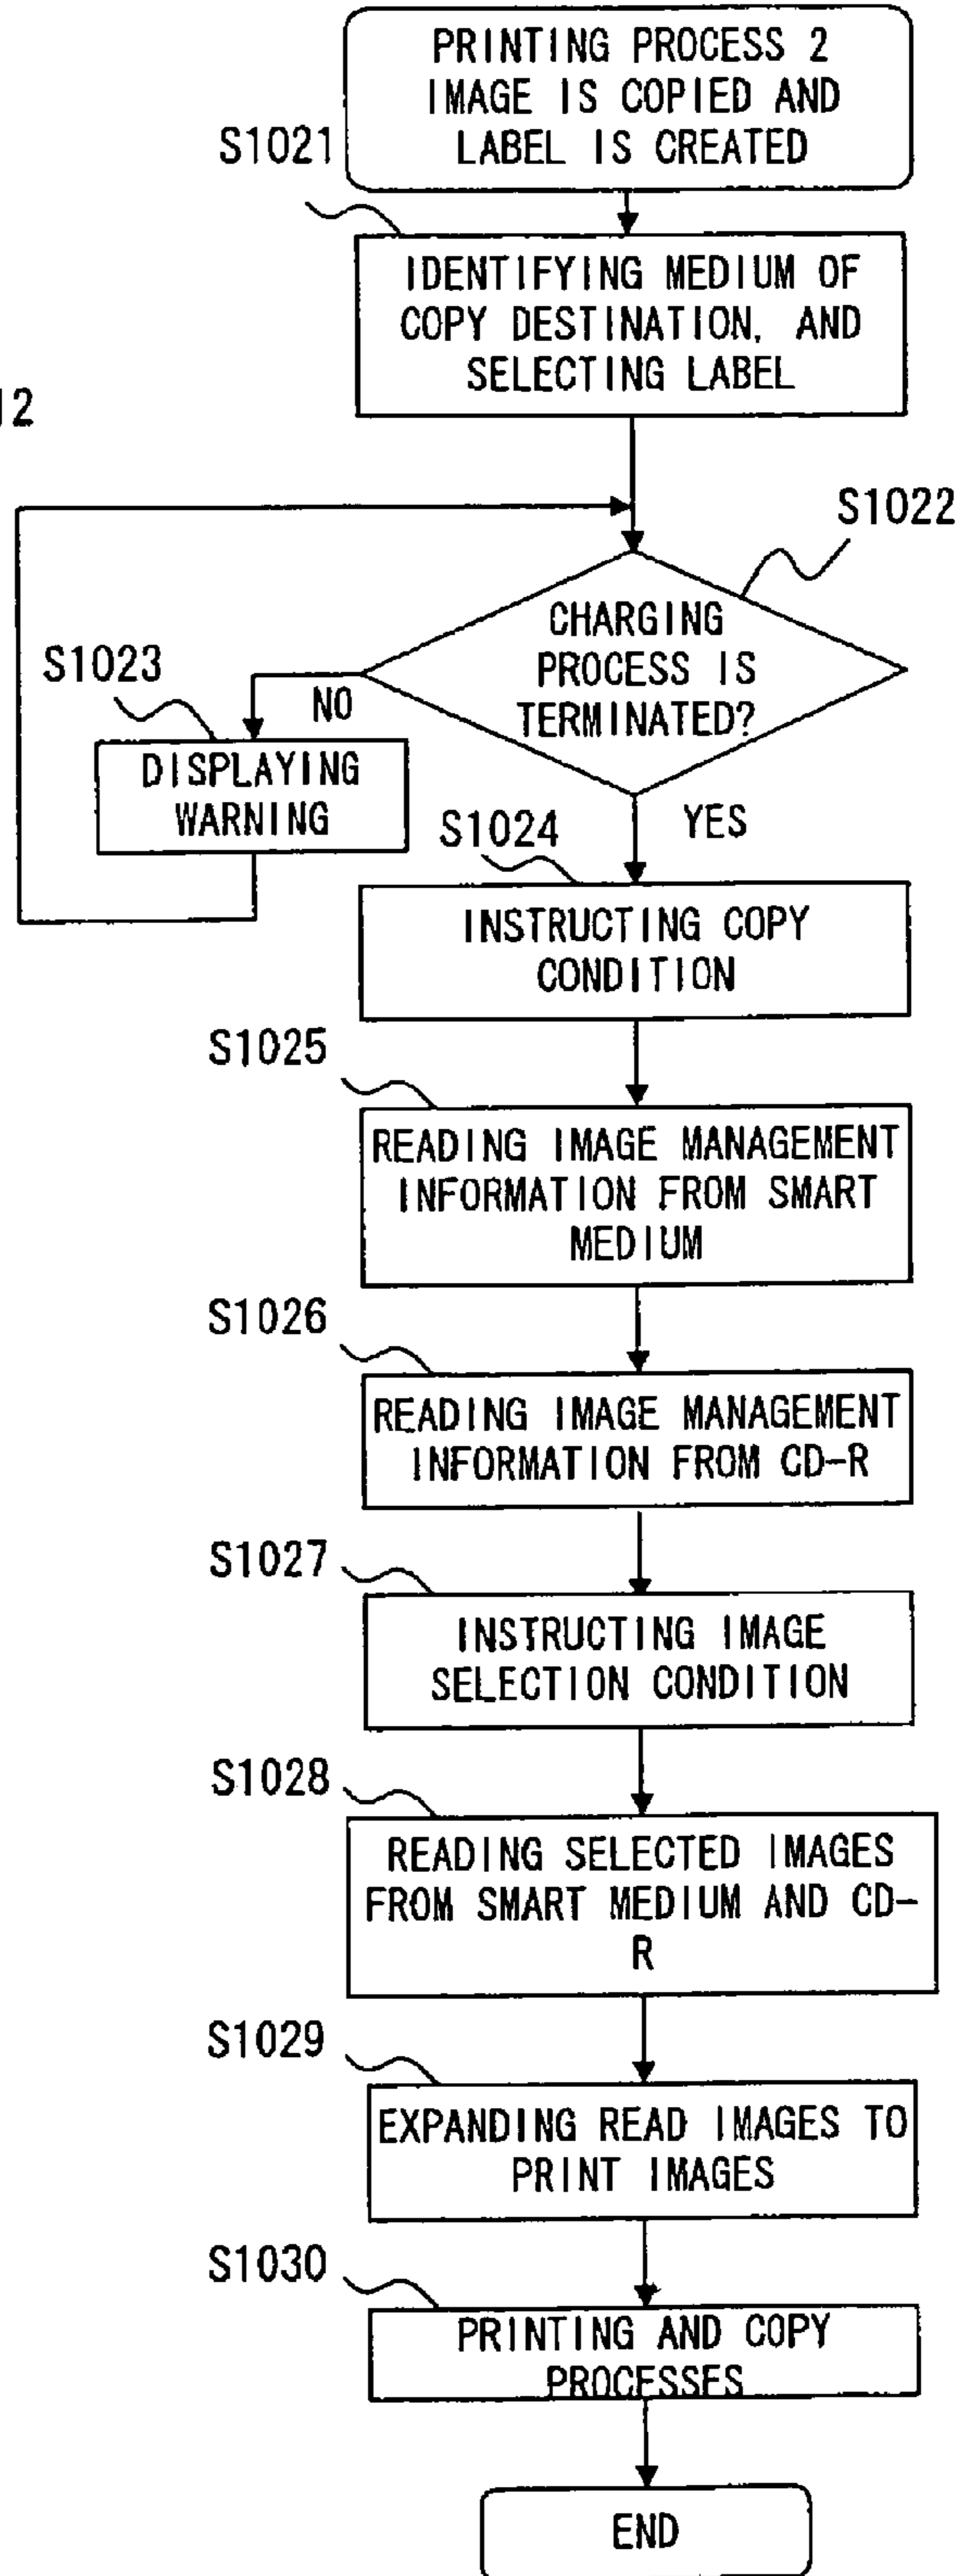 PRINTING PROCESS 2
IMAGE IS COPIED AND
LABEL IS CREATED
S1021
IDENTIFYING MEDIUM OF
COPY DESTINATION, AND
SELECTING LABEL
12
S1022
CHARGING
PROCESS IS
TERMINATED?
S1023
NO
DISPLAYING
WARNING
YES
S1024
INSTRUCTING COPY
CONDITION
S1025
READING IMAGE MANAGEMENT
INFORMATION FROM SMART
MEDIUM
S1026
READING IMAGE MANAGEMENT
INFORMATION FROM CD-R
S1027
INSTRUCTING IMAGE
SELECTION CONDITION
S1028
READING SELECTED IMAGES
FROM SMART MEDIUM AND CD-
R
S1029
EXPANDING READ IMAGES TO
PRINT IMAGES
S1030
PRINTING AND COPY
PROCESSES
END